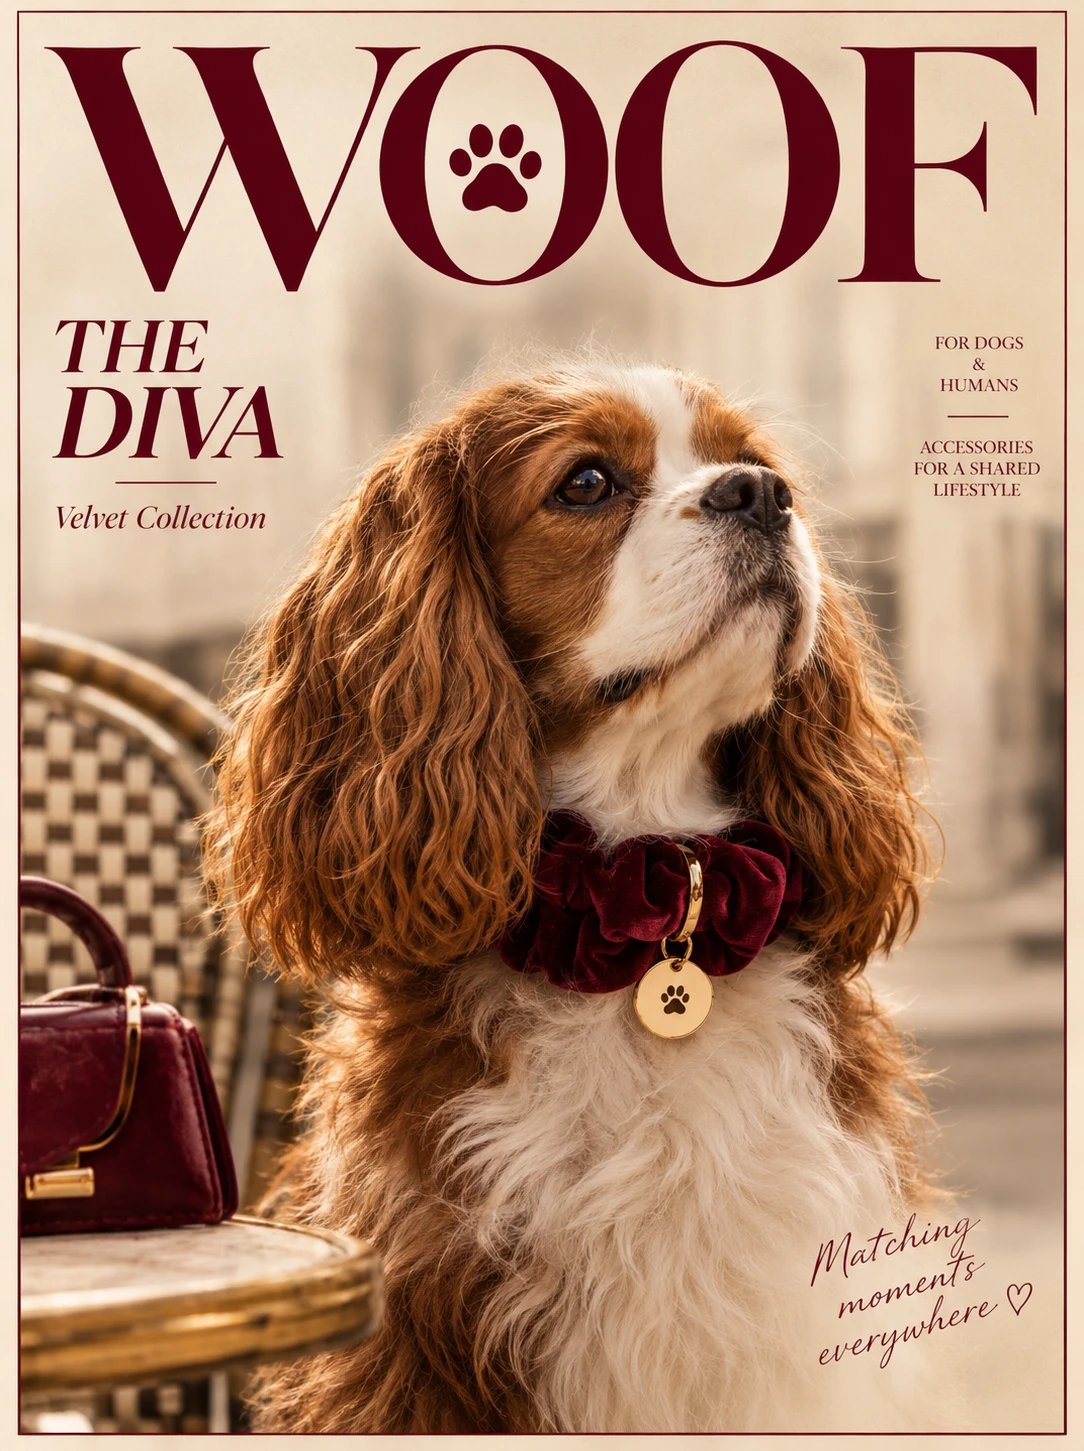 WOOF
THE
DIVA
Velvet Collection
FOR DOGS
&
HUMANS
ACCESSORIES
FOR A SHARED
LIFESTYLE
Matching
moments
everywhere ♡